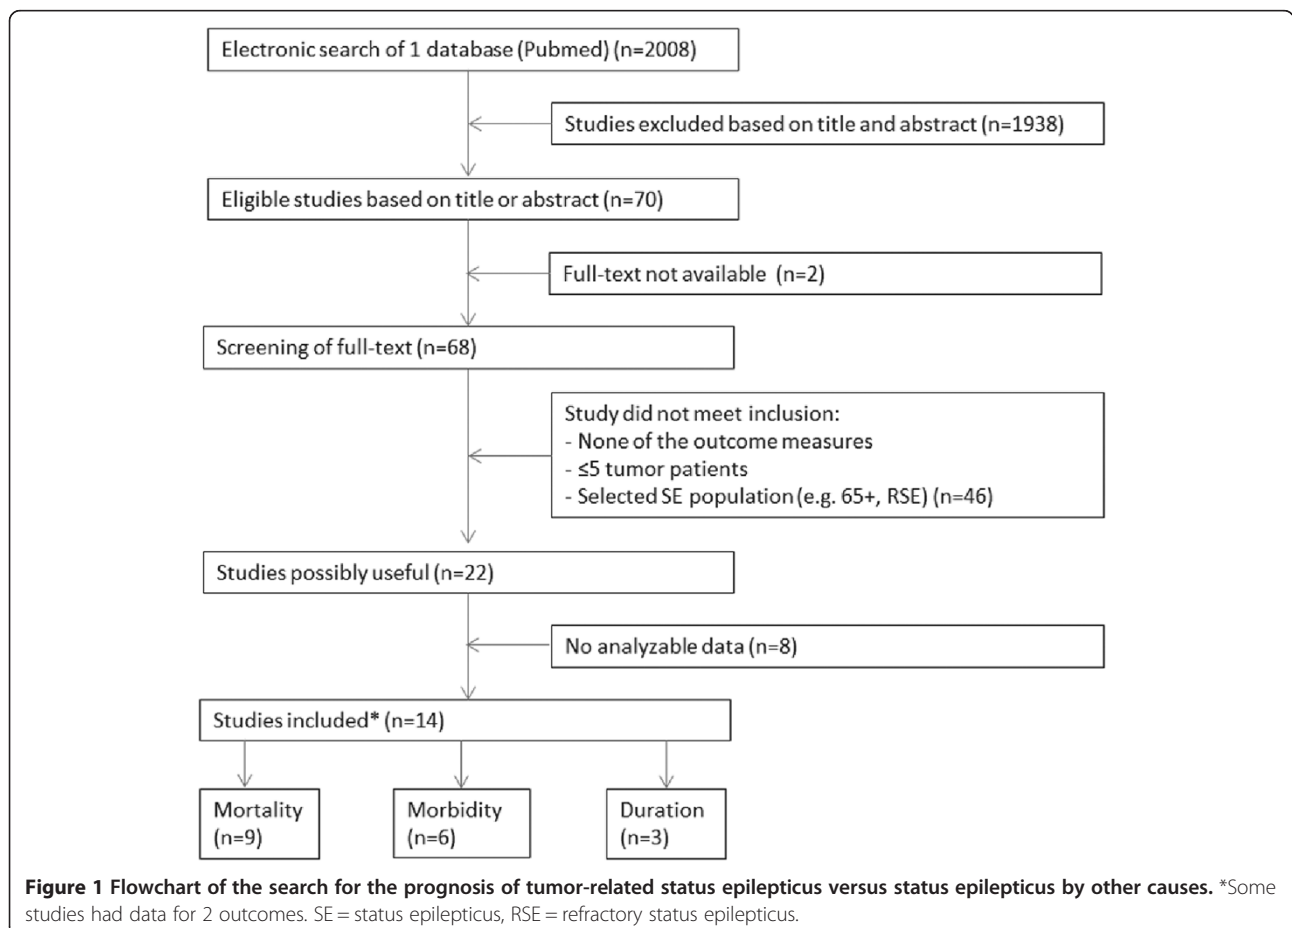 Electronic search of 1 database (Pubmed) (n=2008)
Studies excluded based on title and abstract (n=1938)
Eligible studies based on title or abstract (n=70)
Full-text not available (n=2)
Screening of full-text (n=68)
Study did not meet inclusion:
- None of the outcome measures
- ≤5 tumor patients
- Selected SE population (e.g. 65+, RSE) (n=46)
Studies possibly useful (n=22)
No analyzable data (n=8)
Studies included* (n=14)
Mortality
(n=9)
Morbidity
(n=6)
Duration
(n=3)
Figure 1 Flowchart of the search for the prognosis of tumor-related status epilepticus versus status epilepticus by other causes. *Some
studies had data for 2 outcomes. SE = status epilepticus, RSE = refractory status epilepticus.